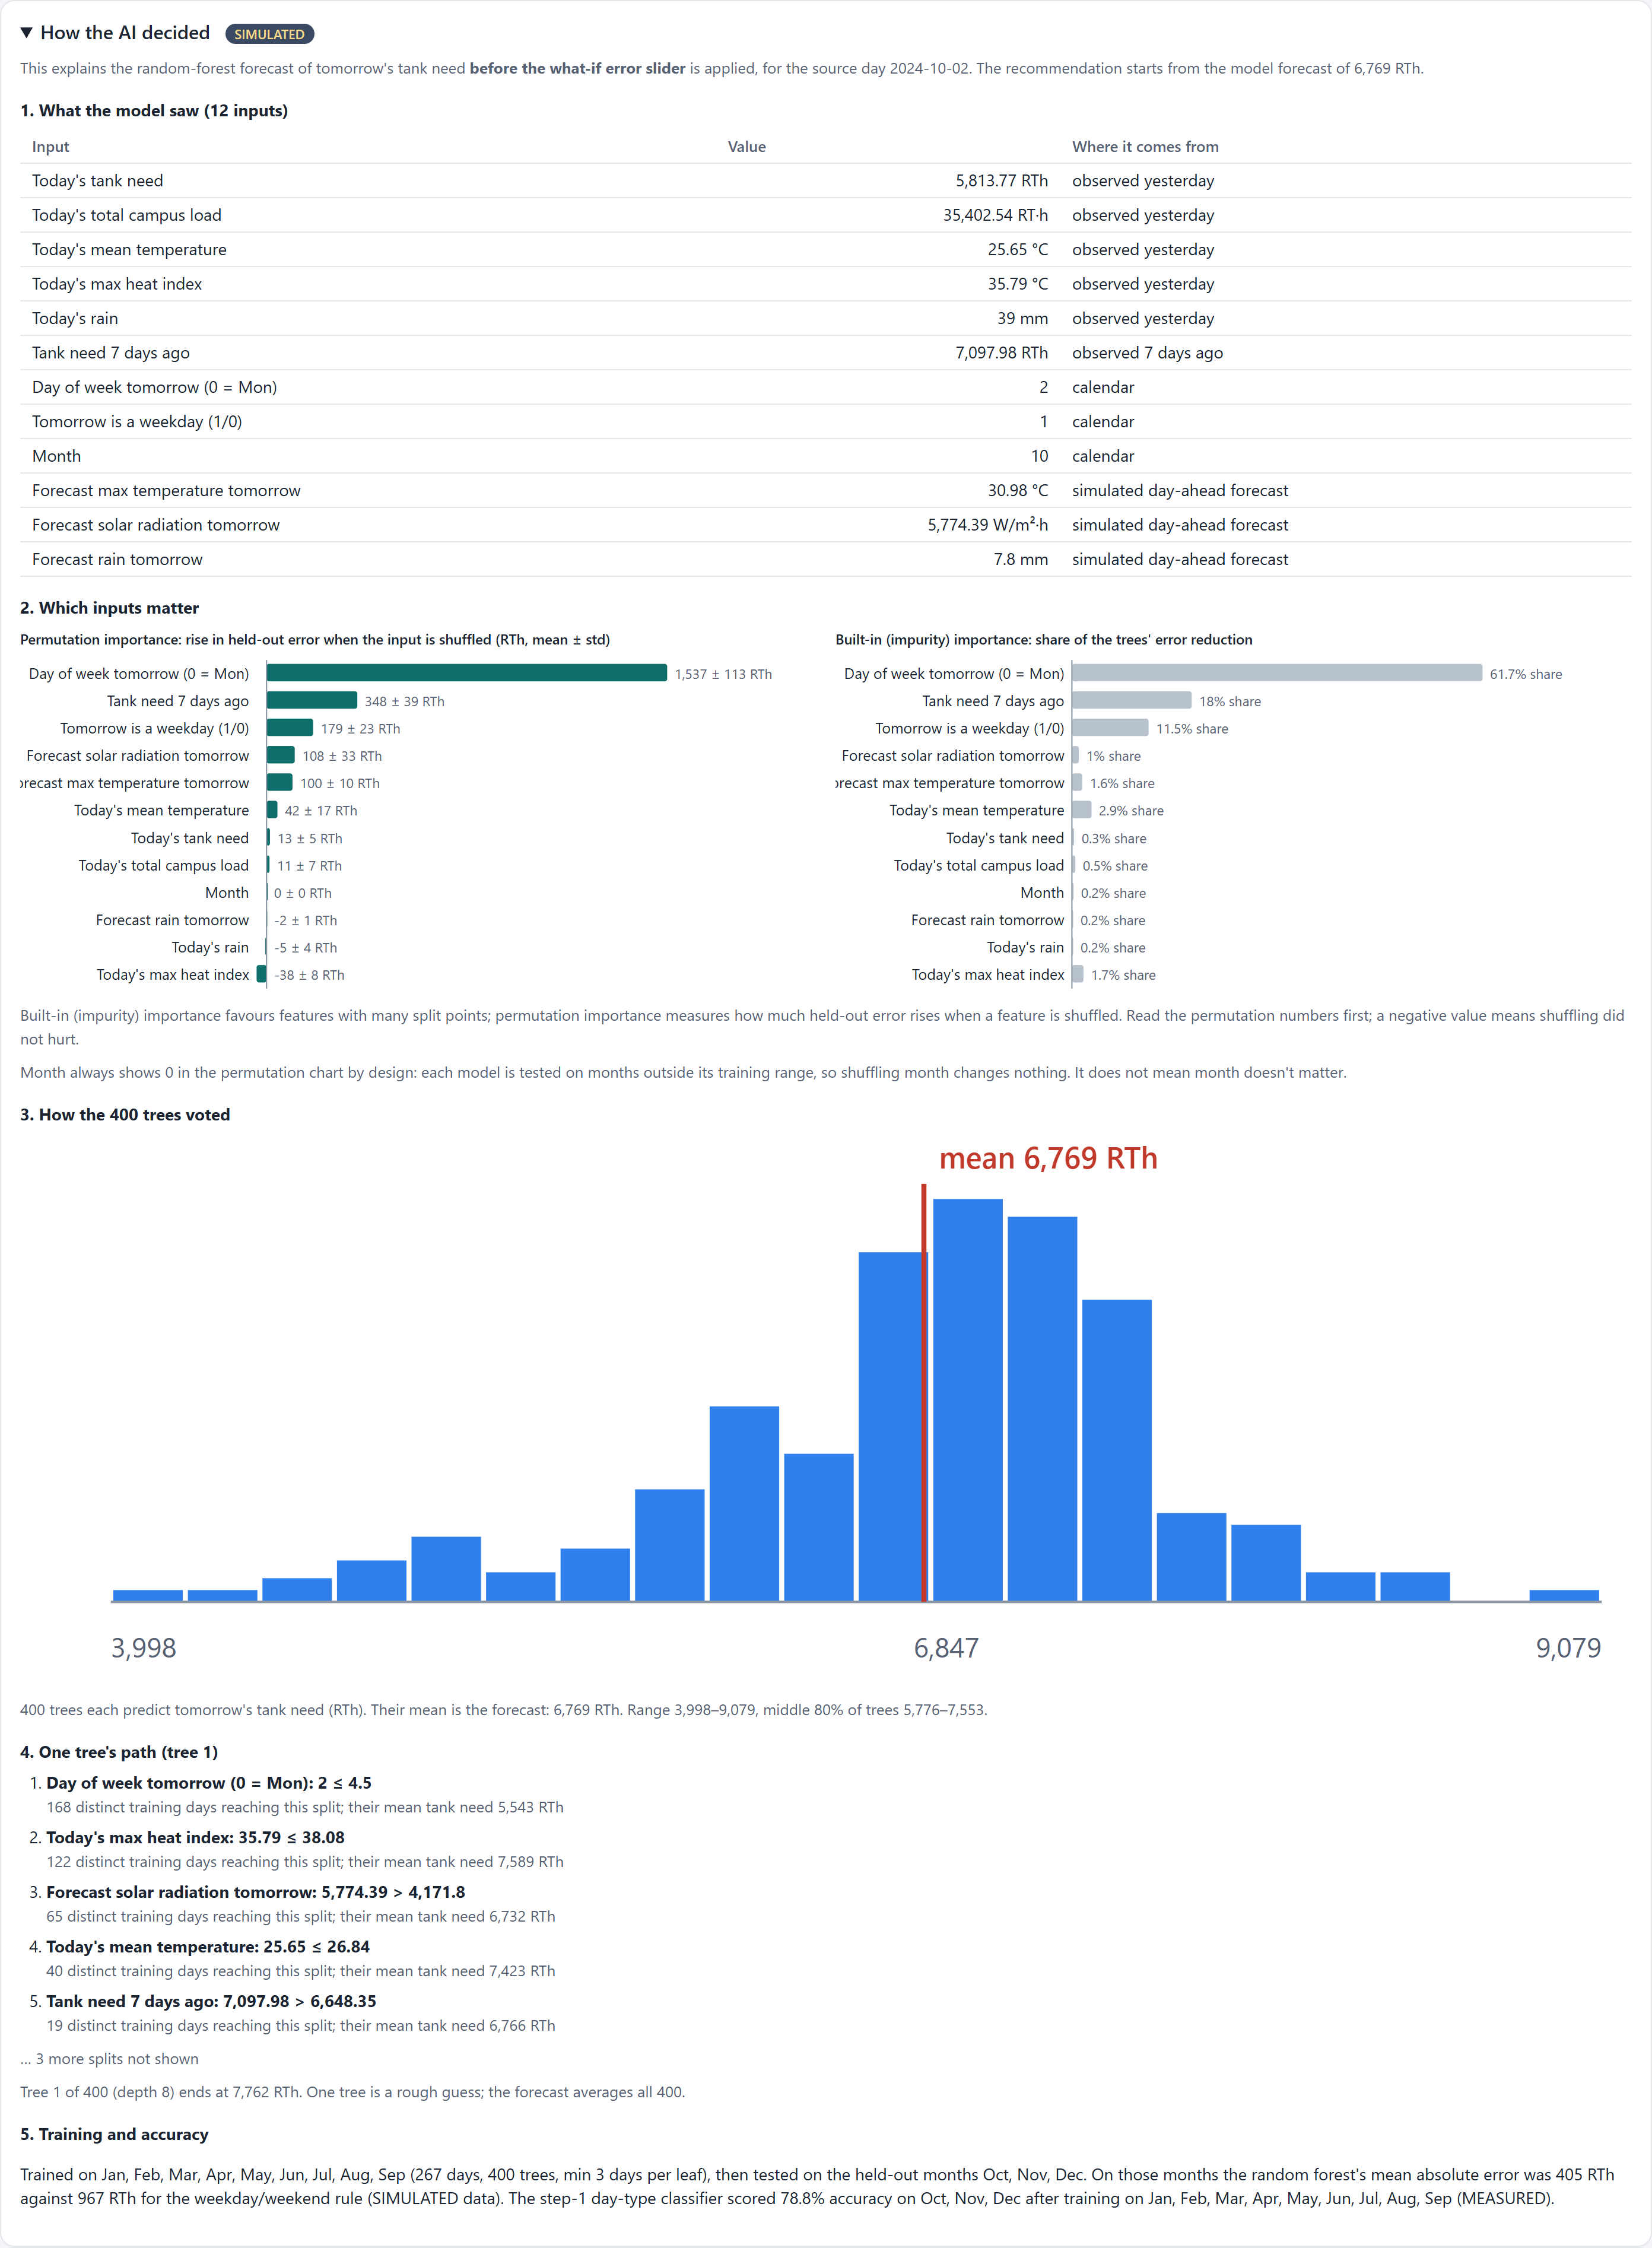 ▼ How the AI decided SIMULATED
This explains the random-forest forecast of tomorrow's tank need before the what-if error slider is applied, for the source day 2024-10-02. The recommendation starts from the model forecast of 6,769 RTh.
1. What the model saw (12 inputs)
Input Value Where it comes from
Today's tank need 5,813.77 RTh observed yesterday
Today's total campus load 35,402.54 RT·h observed yesterday
Today's mean temperature 25.65 °C observed yesterday
Today's max heat index 35.79 °C observed yesterday
Today's rain 39 mm observed yesterday
Tank need 7 days ago 7,097.98 RTh observed 7 days ago
Day of week tomorrow (0 = Mon) 2 calendar
Tomorrow is a weekday (1/0) 1 calendar
Month 10 calendar
Forecast max temperature tomorrow 30.98 °C simulated day-ahead forecast
Forecast solar radiation tomorrow 5,774.39 W/m²·h simulated day-ahead forecast
Forecast rain tomorrow 7.8 mm simulated day-ahead forecast
2. Which inputs matter
Permutation importance: rise in held-out error when the input is shuffled (RTh, mean ± std)
Day of week tomorrow (0 = Mon) 1,537 ± 113 RTh
Tank need 7 days ago 348 ± 39 RTh
Tomorrow is a weekday (1/0) 179 ± 23 RTh
Forecast solar radiation tomorrow 108 ± 33 RTh
orecast max temperature tomorrow 100 ± 10 RTh
Today's mean temperature 42 ± 17 RTh
Today's tank need 13 ± 5 RTh
Today's total campus load 11 ± 7 RTh
Month 0 ± 0 RTh
Forecast rain tomorrow -2 ± 1 RTh
Today's rain -5 ± 4 RTh
Today's max heat index -38 ± 8 RTh
Built-in (impurity) importance: share of the trees' error reduction
Day of week tomorrow (0 = Mon) 61.7% share
Tank need 7 days ago 18% share
Tomorrow is a weekday (1/0) 11.5% share
Forecast solar radiation tomorrow 1% share
orecast max temperature tomorrow 1.6% share
Today's mean temperature 2.9% share
Today's tank need 0.3% share
Today's total campus load 0.5% share
Month 0.2% share
Forecast rain tomorrow 0.2% share
Today's rain 0.2% share
Today's max heat index 1.7% share
Built-in (impurity) importance favours features with many split points; permutation importance measures how much held-out error rises when a feature is shuffled. Read the permutation numbers first; a negative value means shuffling did
not hurt.
Month always shows 0 in the permutation chart by design: each model is tested on months outside its training range, so shuffling month changes nothing. It does not mean month doesn't matter.
3. How the 400 trees voted
mean 6,769 RTh
3,998 6,847 9,079
400 trees each predict tomorrow's tank need (RTh). Their mean is the forecast: 6,769 RTh. Range 3,998–9,079, middle 80% of trees 5,776–7,553.
4. One tree's path (tree 1)
1. Day of week tomorrow (0 = Mon): 2 ≤ 4.5
168 distinct training days reaching this split; their mean tank need 5,543 RTh
2. Today's max heat index: 35.79 ≤ 38.08
122 distinct training days reaching this split; their mean tank need 7,589 RTh
3. Forecast solar radiation tomorrow: 5,774.39 > 4,171.8
65 distinct training days reaching this split; their mean tank need 6,732 RTh
4. Today's mean temperature: 25.65 ≤ 26.84
40 distinct training days reaching this split; their mean tank need 7,423 RTh
5. Tank need 7 days ago: 7,097.98 > 6,648.35
19 distinct training days reaching this split; their mean tank need 6,766 RTh
... 3 more splits not shown
Tree 1 of 400 (depth 8) ends at 7,762 RTh. One tree is a rough guess; the forecast averages all 400.
5. Training and accuracy
Trained on Jan, Feb, Mar, Apr, May, Jun, Jul, Aug, Sep (267 days, 400 trees, min 3 days per leaf), then tested on the held-out months Oct, Nov, Dec. On those months the random forest's mean absolute error was 405 RTh
against 967 RTh for the weekday/weekend rule (SIMULATED data). The step-1 day-type classifier scored 78.8% accuracy on Oct, Nov, Dec after training on Jan, Feb, Mar, Apr, May, Jun, Jul, Aug, Sep (MEASURED).